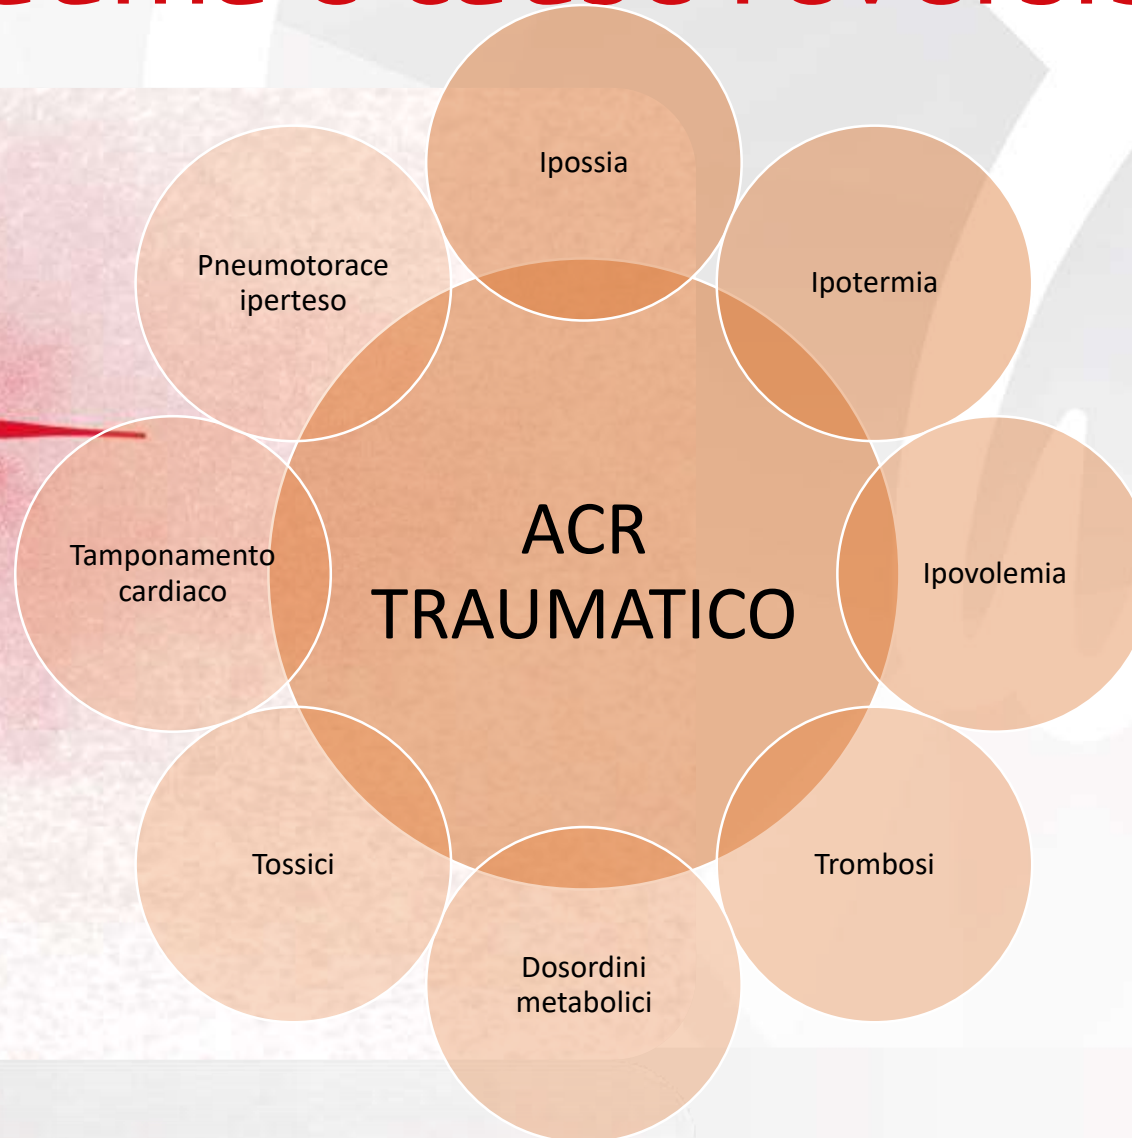 Ipossia
Pneumotorace
iperteso
Ipotermia
ACR
TRAUMATICO
Tamponamento
cardiaco
Ipovolemia
Tossici
Trombosi
Dosordini
metabolici